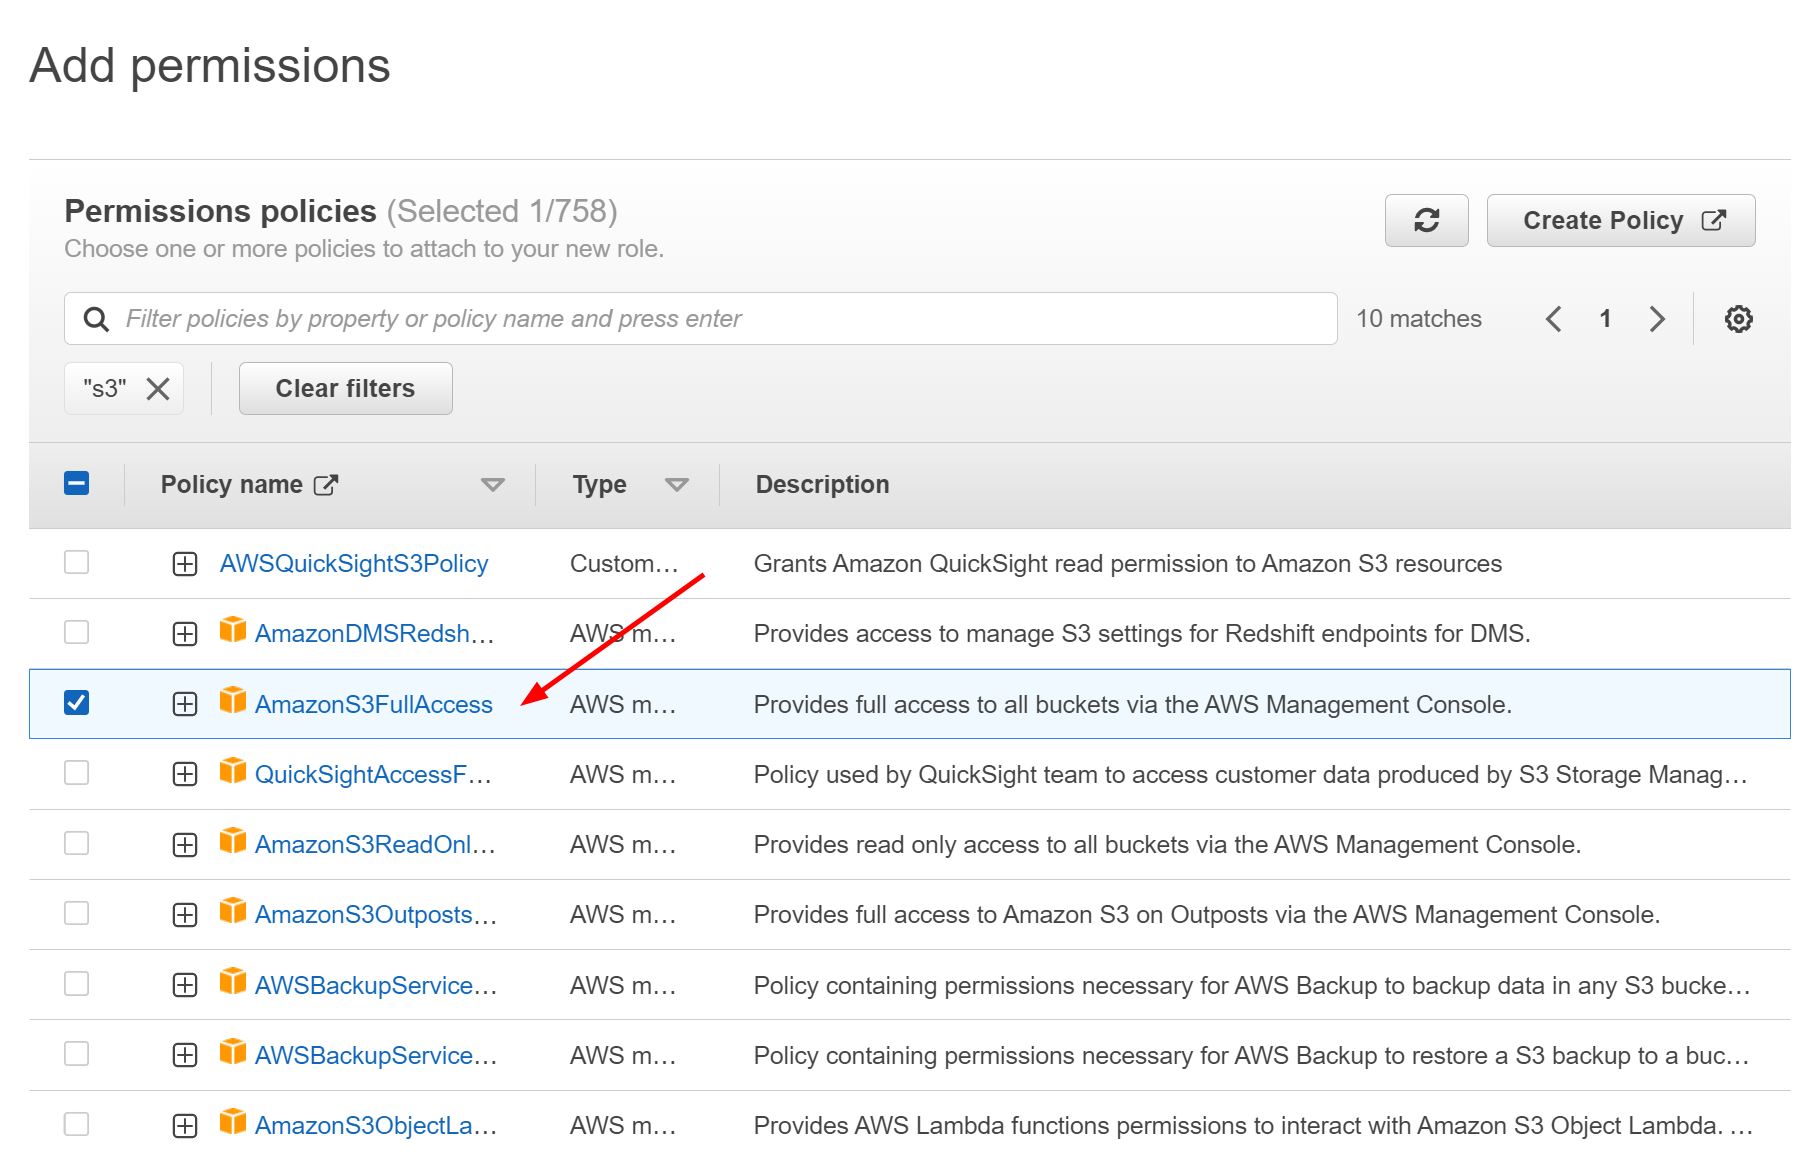 Add permissions
Permissions policies (Selected 1/758)
Choose one or more policies to attach to your new role.
Create Policy
Filter policies by property or policy name and press enter
10 matches
1
"s3"
Clear filters
Policy name Type Description
AWSQuickSightS3Policy Custom… Grants Amazon QuickSight read permission to Amazon S3 resources
AmazonDMSRedsh… AWS m… Provides access to manage S3 settings for Redshift endpoints for DMS.
AmazonS3FullAccess AWS m… Provides full access to all buckets via the AWS Management Console.
QuickSightAccessF… AWS m… Policy used by QuickSight team to access customer data produced by S3 Storage Manag…
AmazonS3ReadOnl… AWS m… Provides read only access to all buckets via the AWS Management Console.
AmazonS3Outposts… AWS m… Provides full access to Amazon S3 on Outposts via the AWS Management Console.
AWSBackupService… AWS m… Policy containing permissions necessary for AWS Backup to backup data in any S3 bucke…
AWSBackupService… AWS m… Policy containing permissions necessary for AWS Backup to restore a S3 backup to a buc…
AmazonS3ObjectLa… AWS m… Provides AWS Lambda functions permissions to interact with Amazon S3 Object Lambda. …